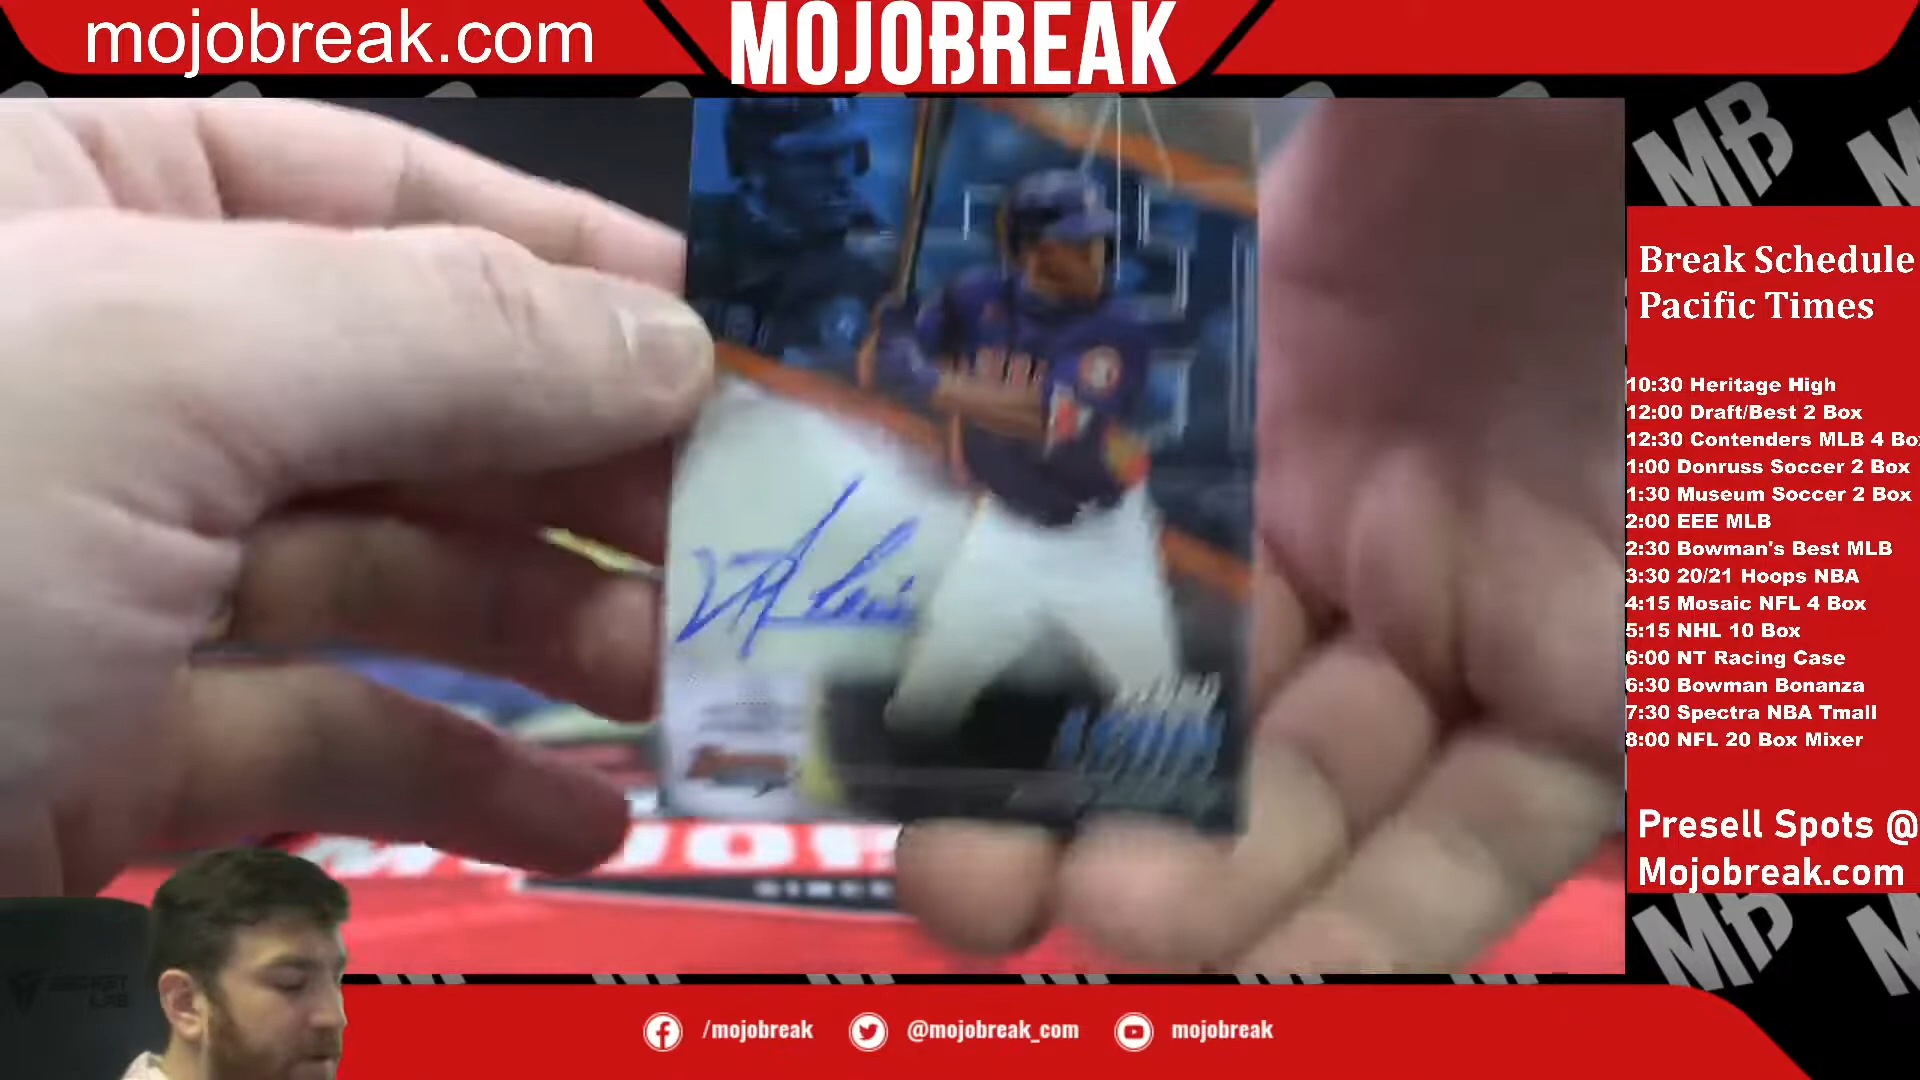 mojobreak.com
MOJOBREAK
Break Schedule
Pacific Times
10:30 Heritage High
12:00 Draft/Best 2 Box
12:30 Contenders MLB 4 Box
1:00 Donruss Soccer 2 Box
1:30 Museum Soccer 2 Box
2:00 EEE MLB
2:30 Bowman's Best MLB
3:30 20/21 Hoops NBA
4:15 Mosaic NFL 4 Box
5:15 NHL 10 Box
6:00 NT Racing Case
6:30 Bowman Bonanza
7:30 Spectra NBA Tmall
8:00 NFL 20 Box Mixer
Presell Spots @
Mojobreak.com
MB
MB
/mojobreak
@mojobreak_com
mojobreak